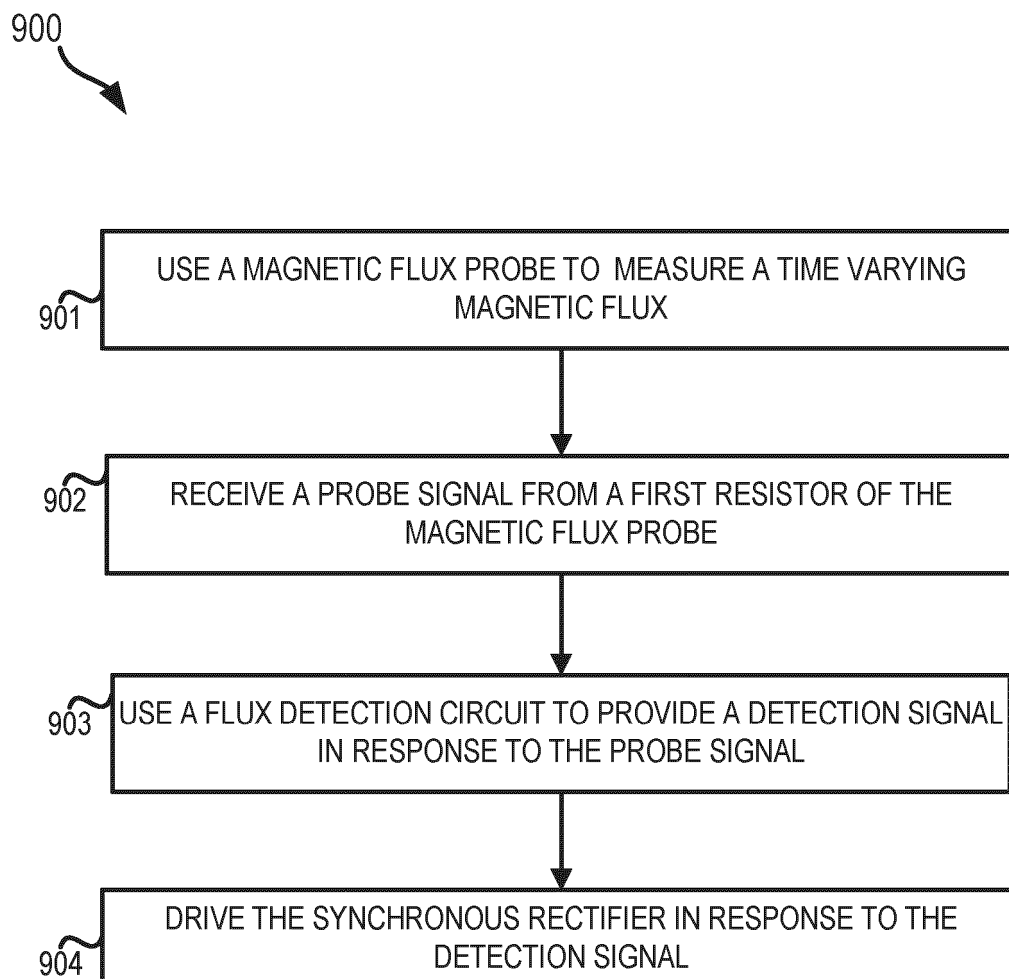 900
901
USE A MAGNETIC FLUX PROBE TO MEASURE A TIME VARYING
MAGNETIC FLUX
902
RECEIVE A PROBE SIGNAL FROM A FIRST RESISTOR OF THE
MAGNETIC FLUX PROBE
903
USE A FLUX DETECTION CIRCUIT TO PROVIDE A DETECTION SIGNAL
IN RESPONSE TO THE PROBE SIGNAL
904
DRIVE THE SYNCHRONOUS RECTIFIER IN RESPONSE TO THE
DETECTION SIGNAL